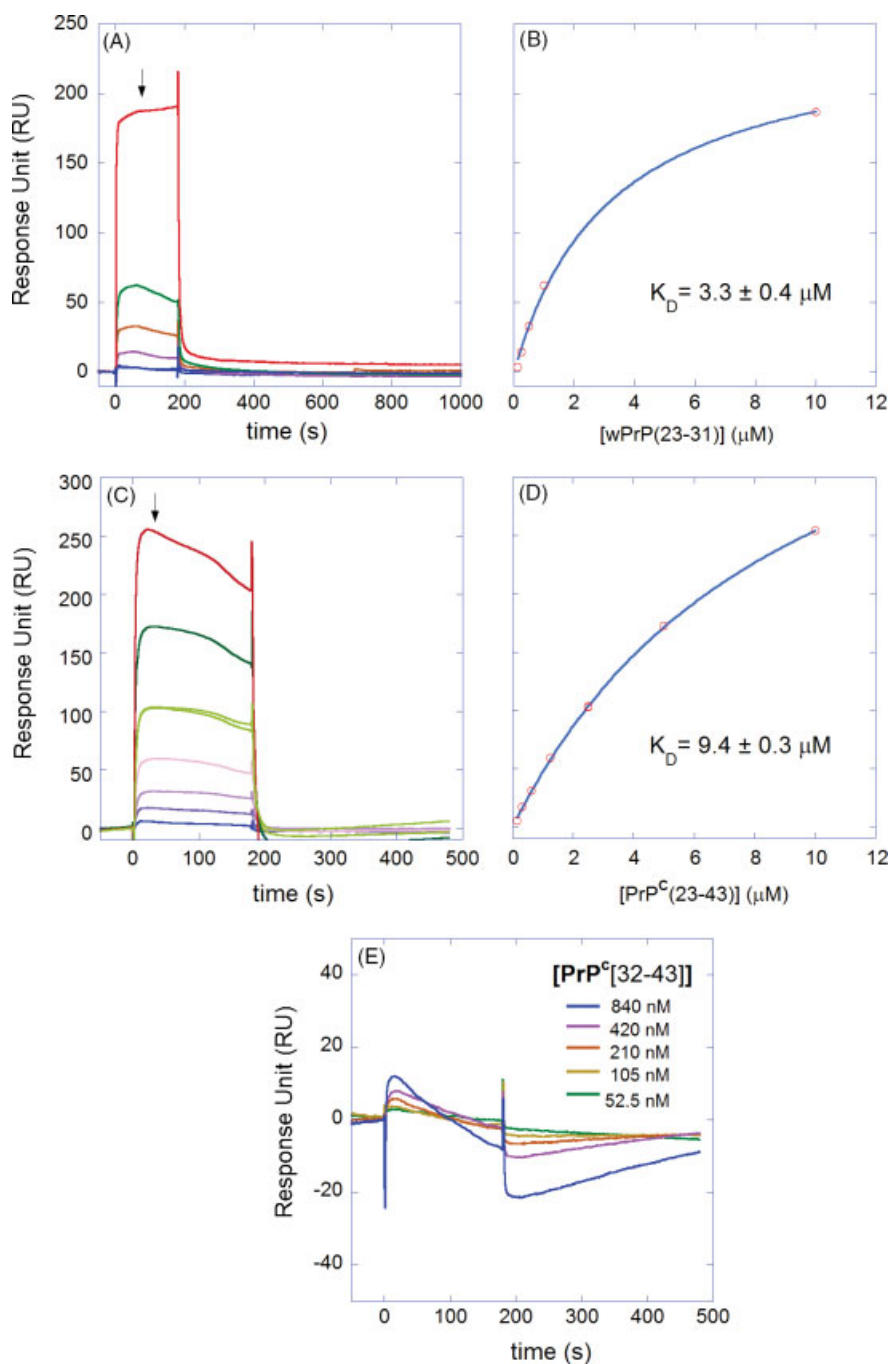 (A)
Response Unit (RU)
250
200
150
100
50
0
0 200 400 600 800 1000
time (s)
(B)
K_D = 3.3 ± 0.4 μM
0 2 4 6 8 10 12
[wPrP(23-31)] (μM)
(C)
Response Unit (RU)
300
250
200
150
100
50
0
0 100 200 300 400 500
time (s)
(D)
K_D = 9.4 ± 0.3 μM
0 2 4 6 8 10 12
[PrP^C(23-43)] (μM)
(E)
Response Unit (RU)
40
20
0
-20
-40
[PrP^C[32-43]]
840 nM
420 nM
210 nM
105 nM
52.5 nM
0 100 200 300 400 500
time (s)